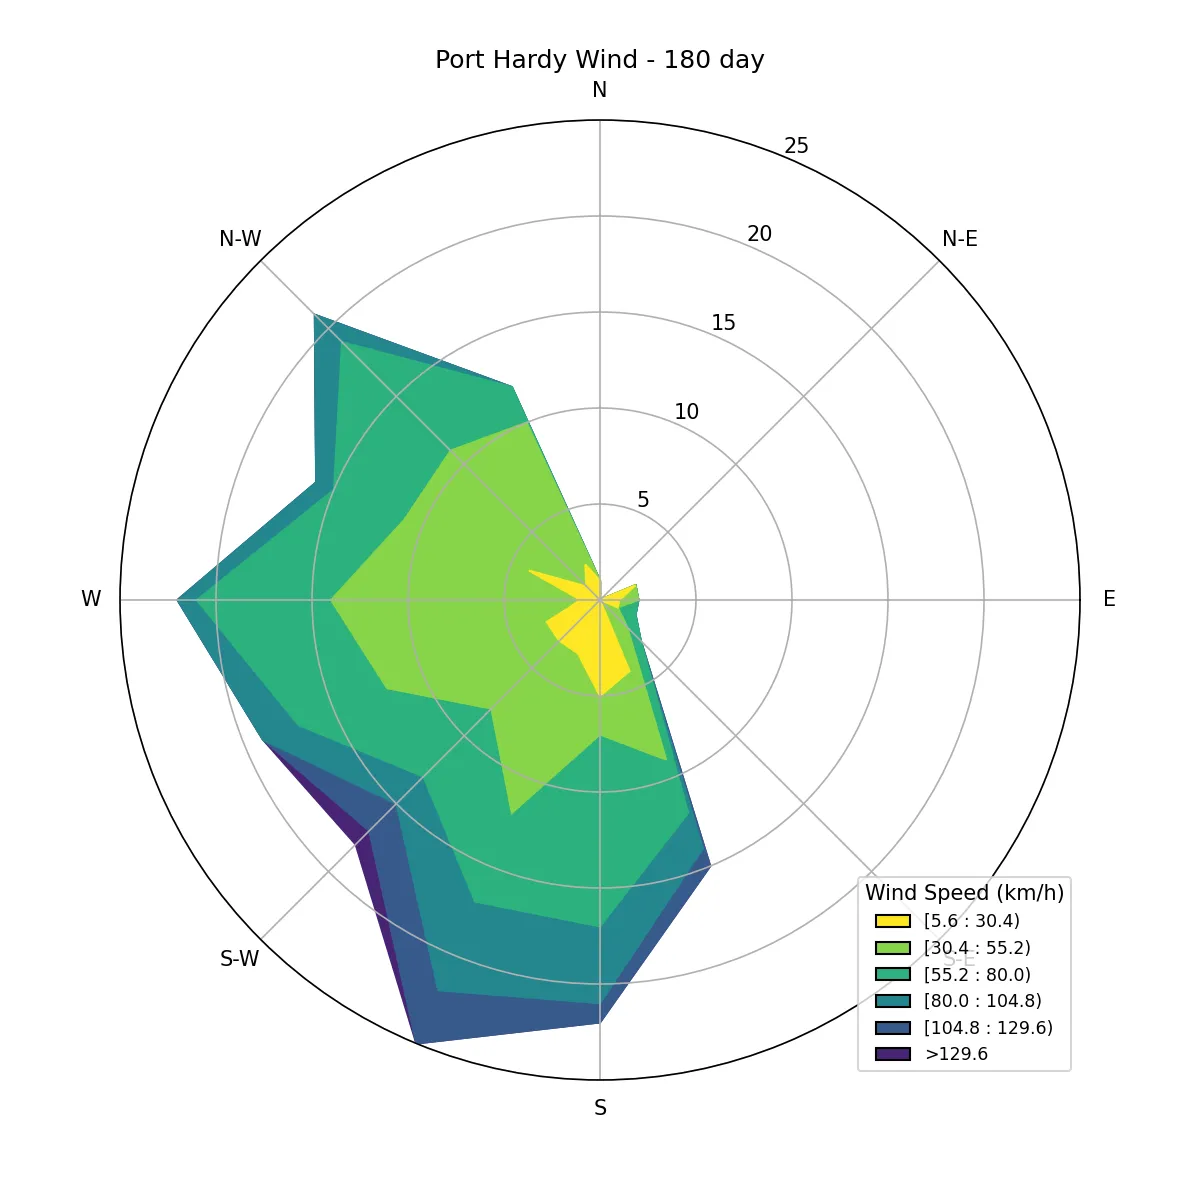 Port Hardy Wind - 180 day
N
25
N-W
20
N-E
15
10
5
W
E
S-W
S-E
S
Wind Speed (km/h)
[5.6 : 30.4)
[30.4 : 55.2)
[55.2 : 80.0)
[80.0 : 104.8)
[104.8 : 129.6)
>129.6